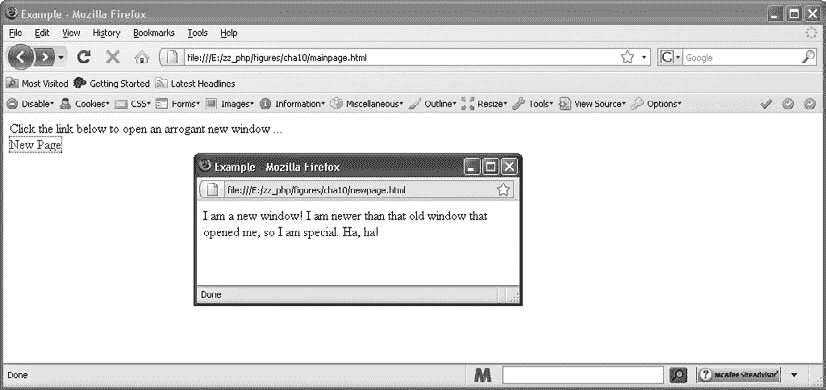 Example - Mozilla Firefox
File Edit View History Bookmarks Tools Help
file:///E:/zz_php/figures/cha10/mainpage.html
G Google
Most Visited Getting Started Latest Headlines
Disable Cookies CSS Forms Images Information Miscellaneous Outline Resize Tools View Source Options
Click the link below to open an arrogant new window ...
New Page
Example - Mozilla Firefox
file:///E:/zz_php/figures/cha10/newpage.html
I am a new window! I am newer than that old window that
opened me, so I am special. Ha, ha!
Done
Done
M McAfee SiteAdvisor